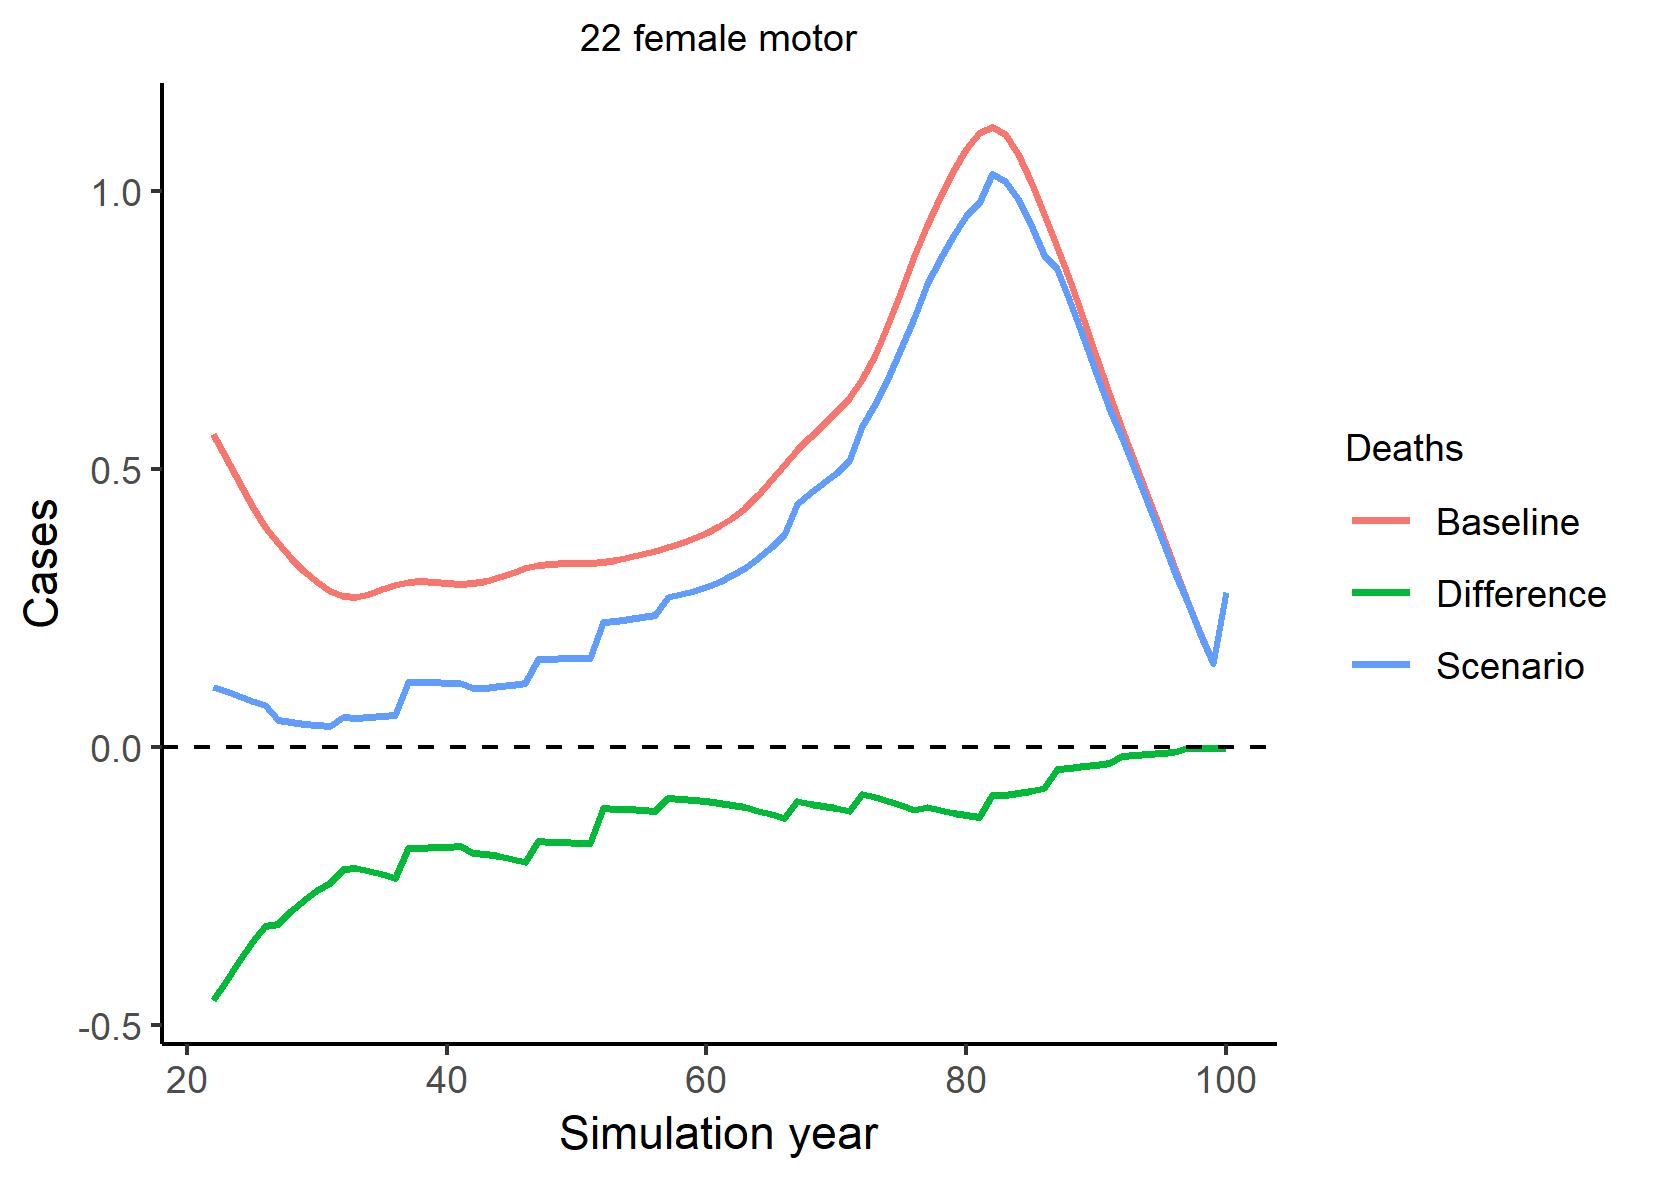 22 female motor
Cases
1.0
0.5
0.0
-0.5
20 40 60 80 100
Simulation year
Deaths
Baseline
Difference
Scenario